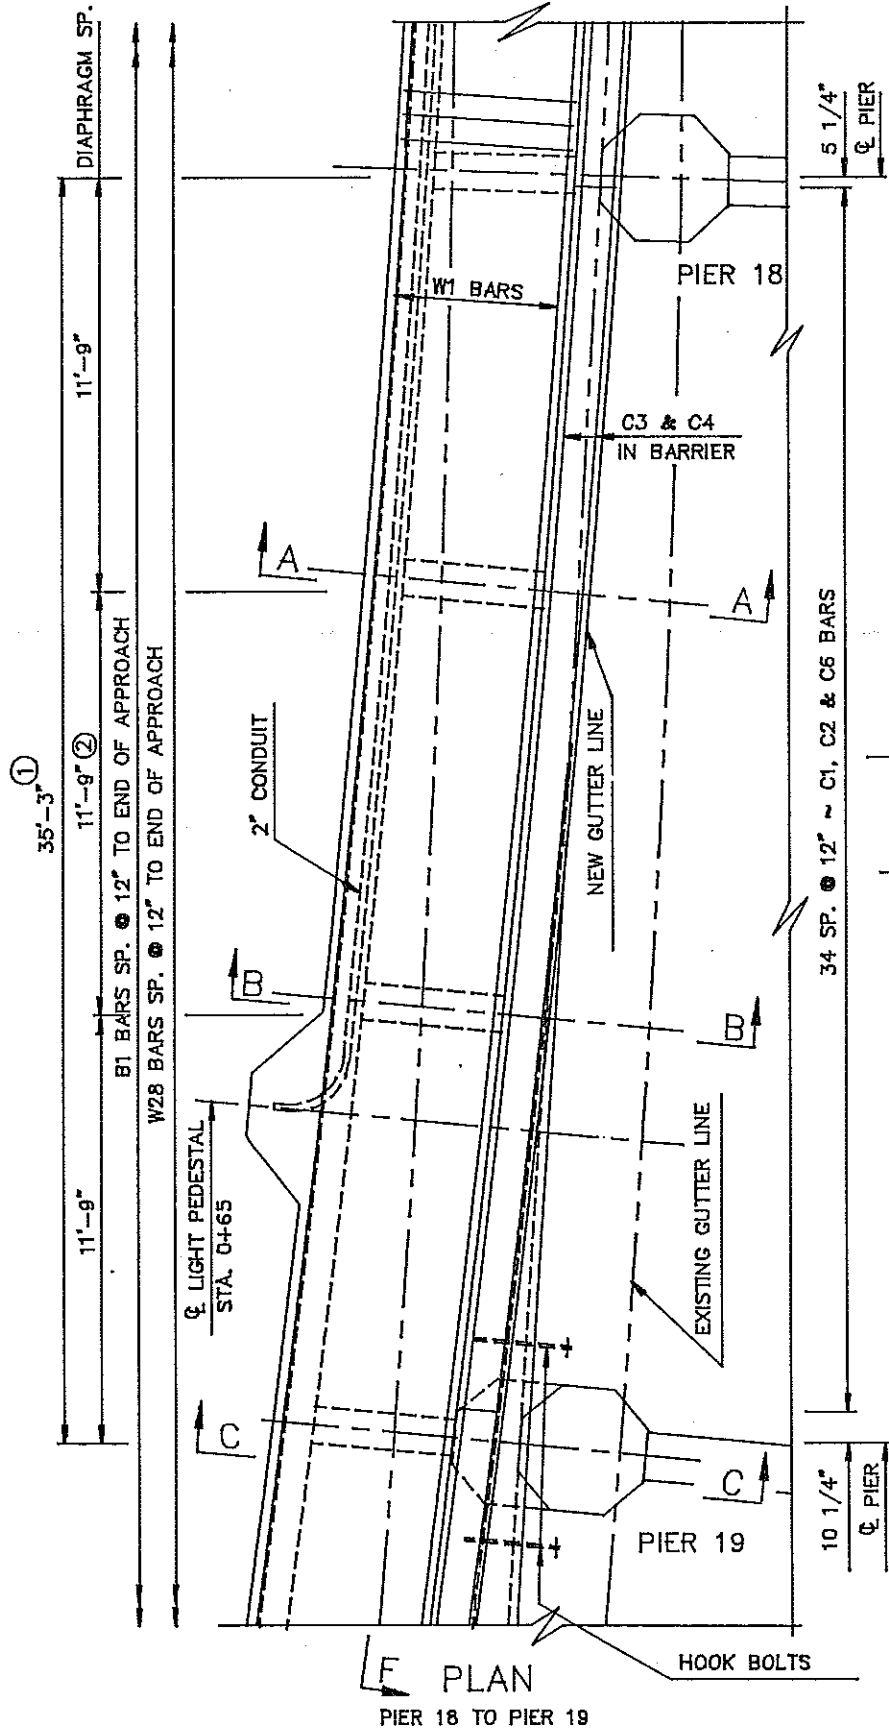 DIAPHRAGM SP.
5 1/4"
℄ PIER
PIER 18
W1 BARS
11'-9"
C3 & C4
IN BARRIER
A
A
35'-3" ①
11'-9" ②
B1 BARS SP. @ 12" TO END OF APPROACH
W28 BARS SP. @ 12" TO END OF APPROACH
2" CONDUIT
NEW GUTTER LINE
34 SP. @ 12" ~ C1, C2 & C6 BARS
B
B
11'-9"
℄ LIGHT PEDESTAL
STA. 0+65
EXISTING GUTTER LINE
C
C
PIER 19
10 1/4"
℄ PIER
HOOK BOLTS
F
PLAN
PIER 18 TO PIER 19